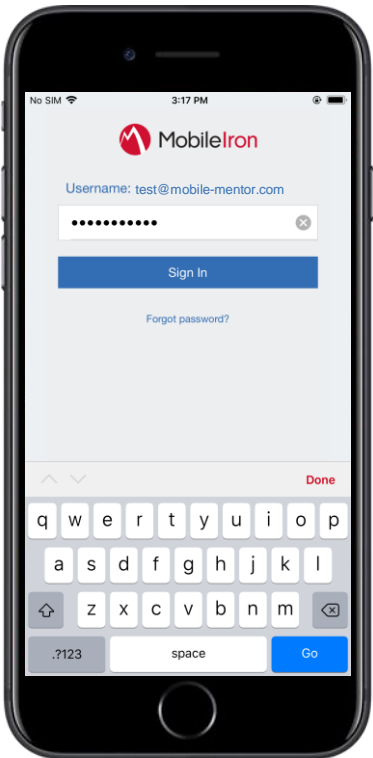 No SIM 3:17 PM
MobileIron
Username: test@mobile-mentor.com
•••••••••••
Sign In
Forgot password?
Done
q w e r t y u i o p
a s d f g h j k l
z x c v b n m
.?123 space Go